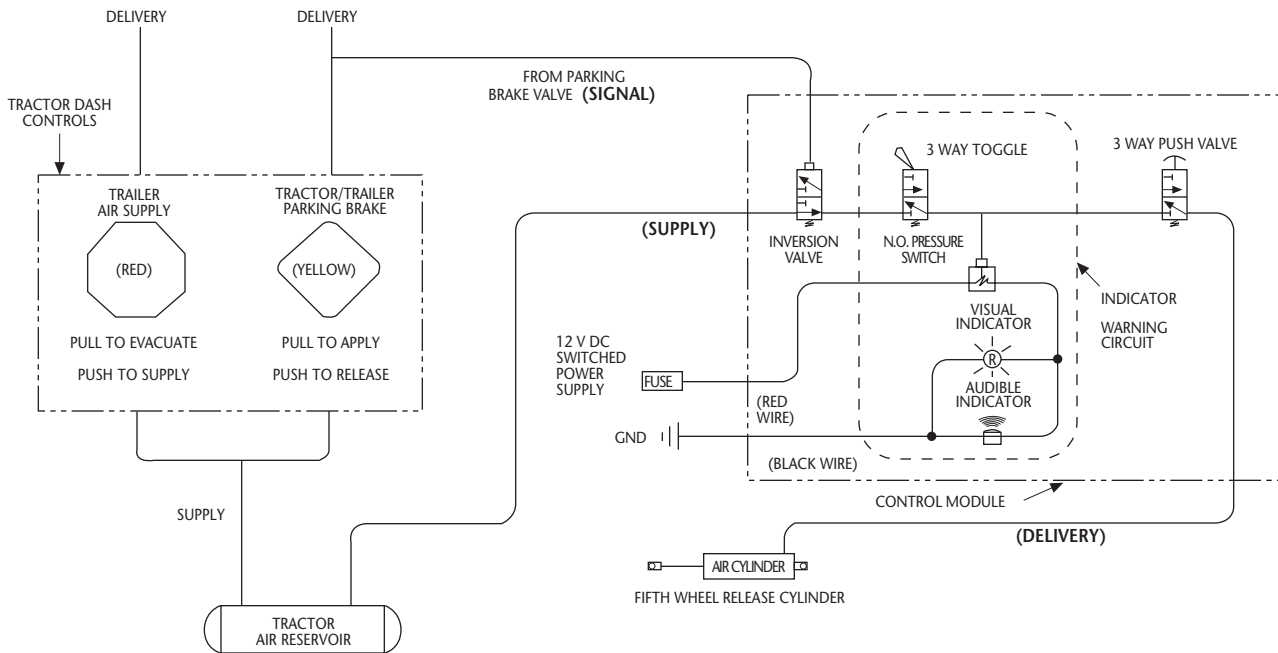 DELIVERY
DELIVERY
FROM PARKING
BRAKE VALVE (SIGNAL)
TRACTOR DASH
CONTROLS
3 WAY TOGGLE
3 WAY PUSH VALVE
TRAILER
AIR SUPPLY
TRACTOR/TRAILER
PARKING BRAKE
(SUPPLY)
INVERSION
VALVE
N.O. PRESSURE
SWITCH
(RED)
(YELLOW)
INDICATOR
WARNING
CIRCUIT
VISUAL
INDICATOR
PULL TO EVACUATE
PUSH TO SUPPLY
PULL TO APPLY
PUSH TO RELEASE
12 V DC
SWITCHED
POWER
SUPPLY
FUSE
R
AUDIBLE
INDICATOR
(RED
WIRE)
GND
(BLACK WIRE)
CONTROL MODULE
SUPPLY
(DELIVERY)
AIR CYLINDER
FIFTH WHEEL RELEASE CYLINDER
TRACTOR
AIR RESERVOIR